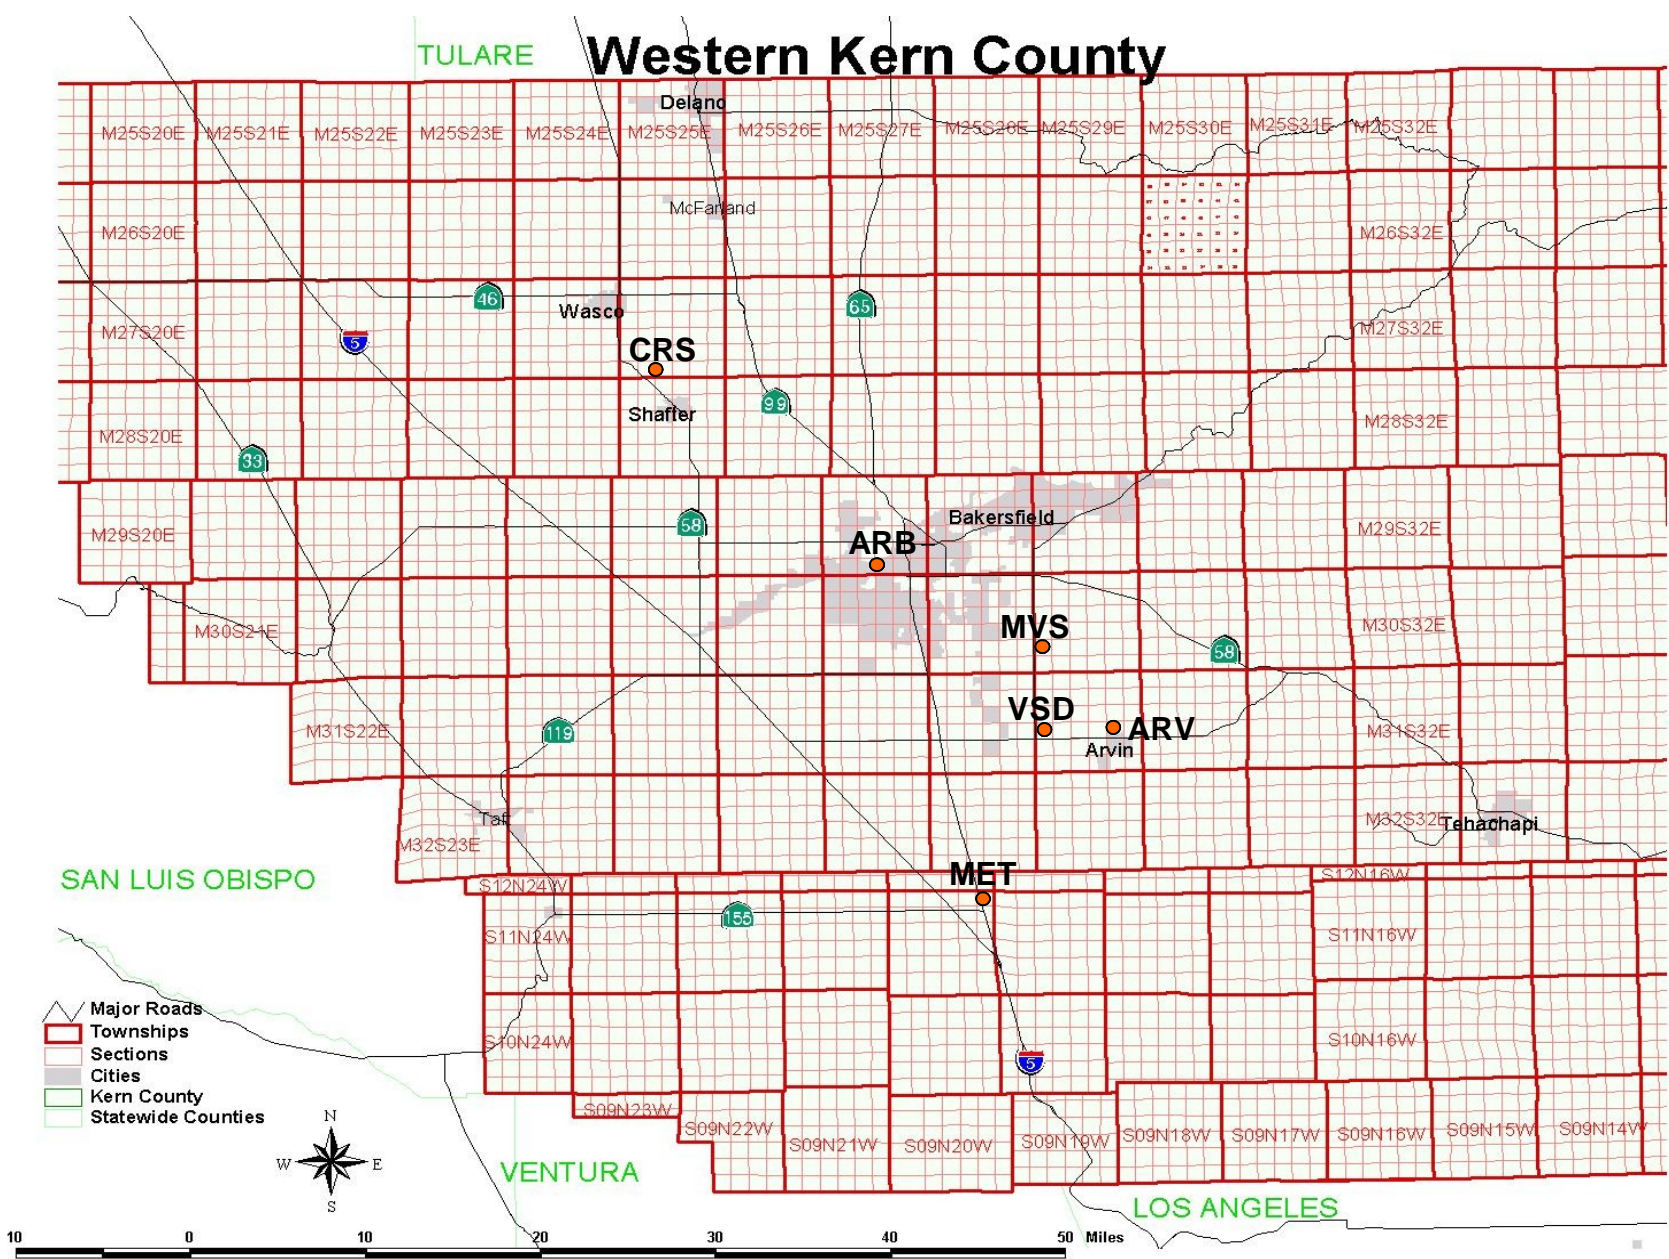 Western Kern County
TULARE
Delano
M25S20E M25S21E M25S22E M25S23E M25S24E M25S25E M25S26E M25S27E M25S28E M25S29E M25S30E M25S31E M25S32E
McFarland
M26S20E M26S32E
46 65
Wasco
M27S20E 5 M27S32E
CRS
99
Shafter
M28S20E M28S32E
33
58 Bakersfield
M29S20E M29S32E
ARB
M30S21E MVS M30S32E
58
VSD
M31S22E 119 ARV M31S32E
Arvin
Taft Tehachapi
M32S23E M32S32E
MET
SAN LUIS OBISPO
S12N24W S12N16W
155
S11N24W S11N16W
Major Roads
Townships
S10N24W S10N16W
Sections
5
Cities
Kern County
Statewide Counties
S09N23W
S09N22W S09N21W S09N20W S09N19W S09N18W S09N17W S09N16W S09N15W S09N14W
N
W E
S
VENTURA
LOS ANGELES
10 0 10 20 30 40 50 Miles